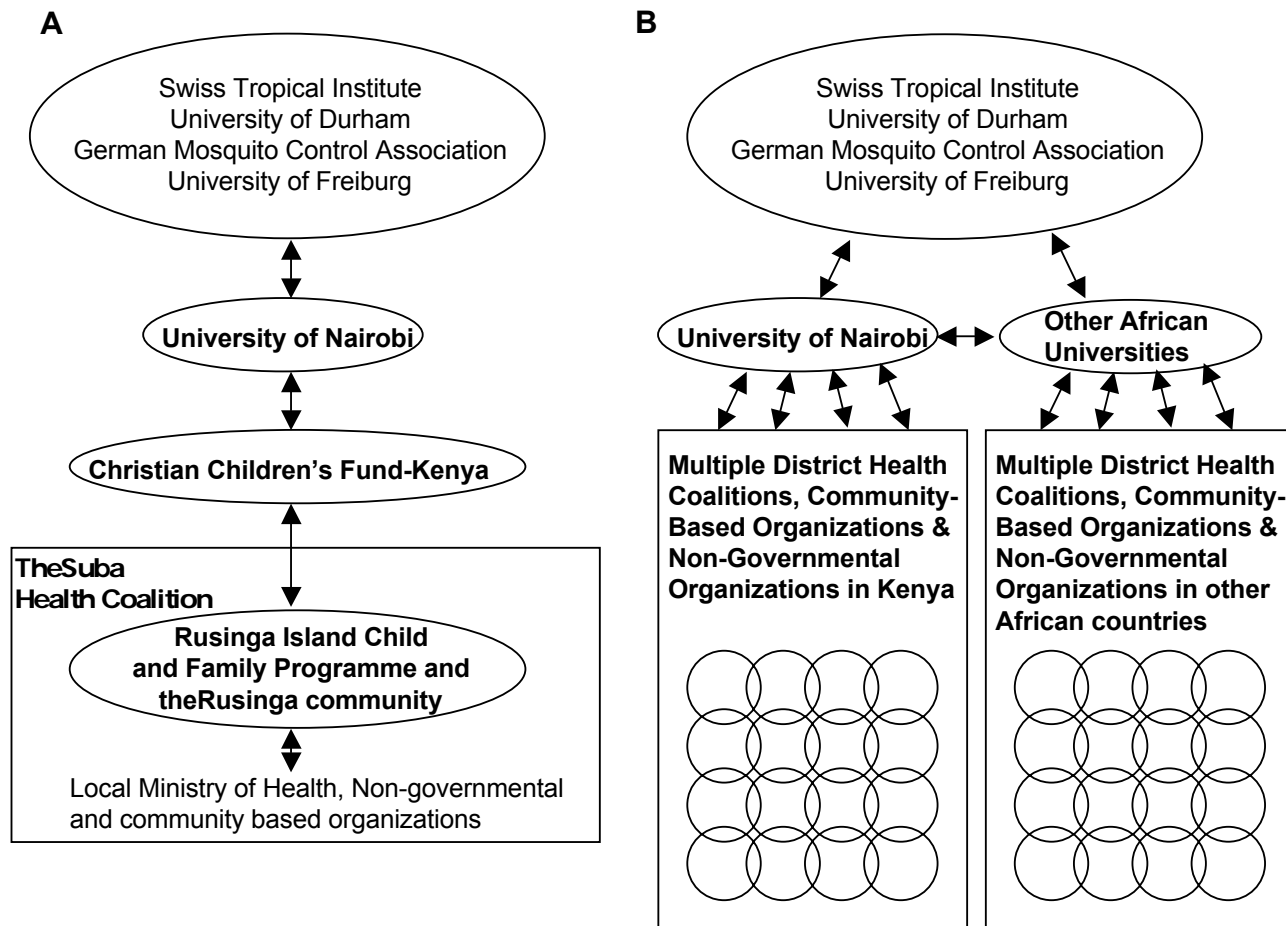 A
Swiss Tropical Institute
University of Durham
German Mosquito Control Association
University of Freiburg
University of Nairobi
Christian Children's Fund-Kenya
TheSuba
Health Coalition
Rusinga Island Child
and Family Programme and
theRusinga community
Local Ministry of Health, Non-governmental
and community based organizations
B
Swiss Tropical Institute
University of Durham
German Mosquito Control Association
University of Freiburg
University of Nairobi
Other African
Universities
Multiple District Health
Coalitions, Community-
Based Organizations &
Non-Governmental
Organizations in Kenya
Multiple District Health
Coalitions, Community-
Based Organizations &
Non-Governmental
Organizations in other
African countries